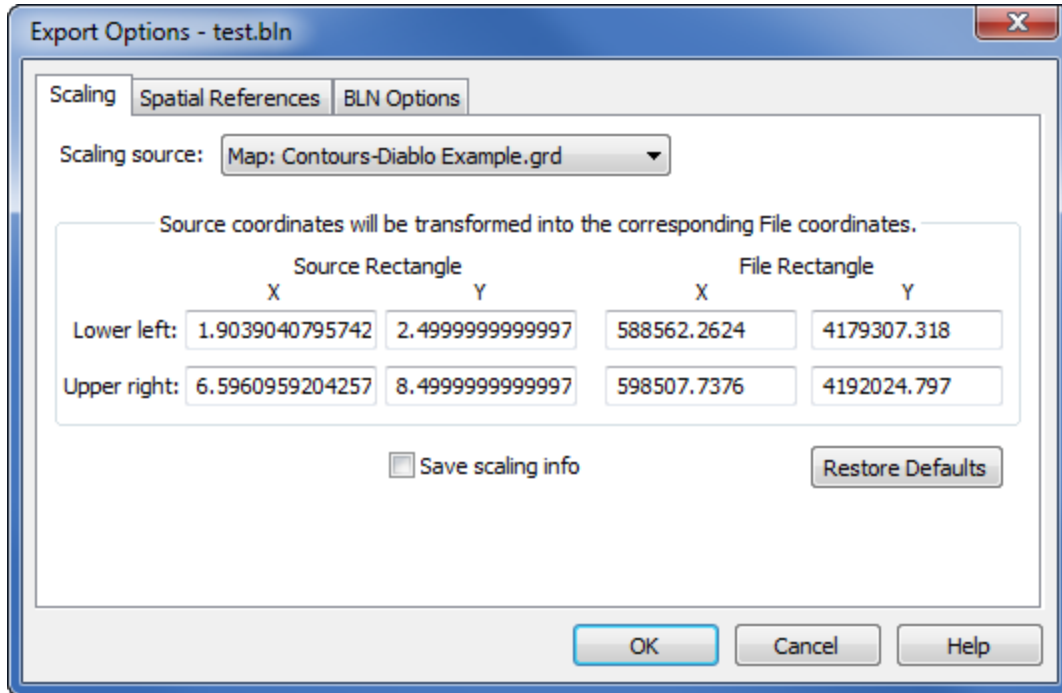 Export Options - test.bln
Scaling Spatial References BLN Options
Scaling source: Map: Contours-Diablo Example.grd
Source coordinates will be transformed into the corresponding File coordinates.
Source Rectangle File Rectangle
X Y X Y
Lower left: 1.9039040795742 2.4999999999997 588562.2624 4179307.318
Upper right: 6.5960959204257 8.4999999999997 598507.7376 4192024.797
Save scaling info Restore Defaults
OK Cancel Help